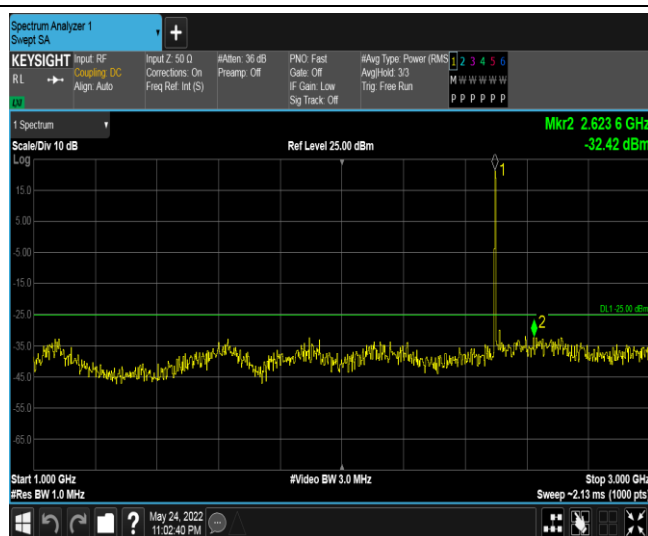 Spectrum Analyzer 1
Swept SA
+
KEYSIGHT
RL
LM
Input: RF
Coupling: DC
Align: Auto
Input Z: 50 Ω
Corrections: On
Freq Ref: Int (S)
#Atten: 36 dB
Preamp: Off
PNO: Fast
Gate: Off
IF Gain: Low
Sig Track: Off
#Avg Type: Power (RMS
Avg|Hold: 3/3
Trig: Free Run
1 2 3 4 5 6
M W W W W W
P P P P P P
1 Spectrum
Mkr2 2.623 6 GHz
Scale/Div 10 dB
Ref Level 25.00 dBm
-32.42 dBm
Log
1
15.0
5.00
-5.00
-15.0
-25.0
DL1 -25.00 dBm
2
-35.0
-45.0
-55.0
-65.0
Start 1.000 GHz
#Video BW 3.0 MHz
Stop 3.000 GHz
#Res BW 1.0 MHz
Sweep ~2.13 ms (1000 pts)
?
May 24, 2022
11:02:40 PM